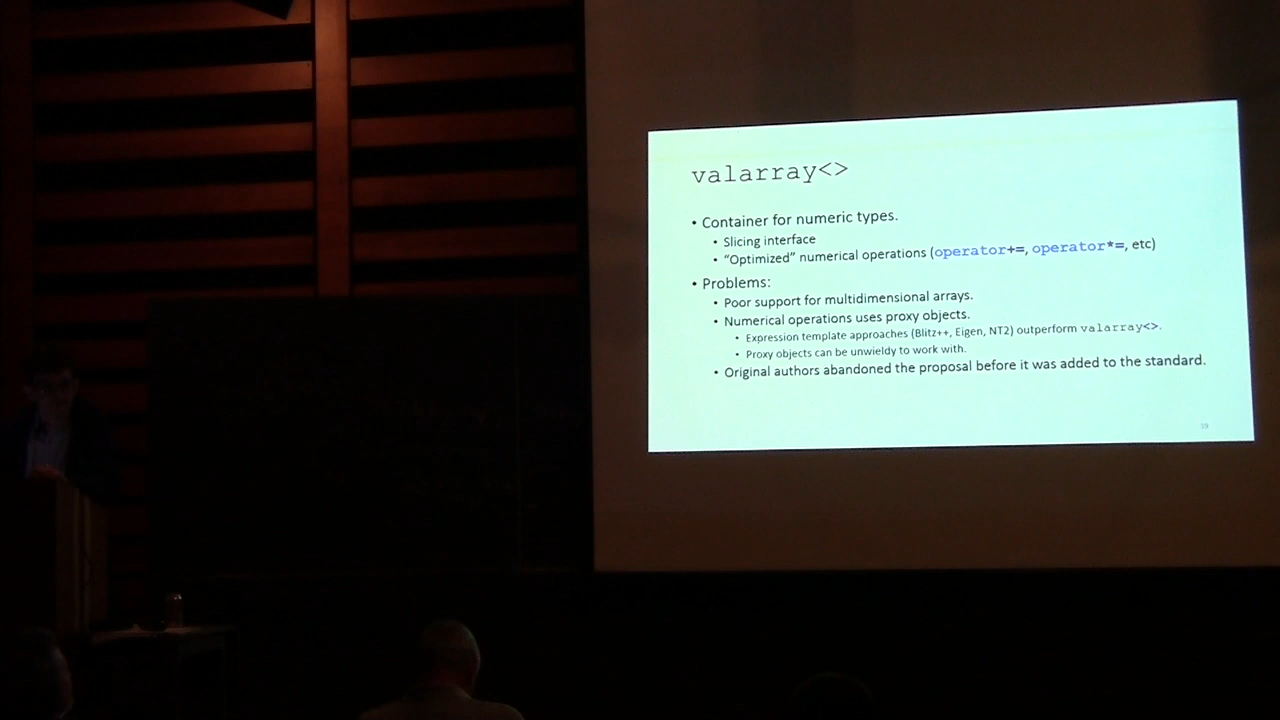 valarray<>
• Container for numeric types.
• Slicing interface
• “Optimized” numerical operations (operator+=, operator*=, etc)
• Problems:
• Poor support for multidimensional arrays.
• Numerical operations uses proxy objects.
• Expression template approaches (Blitz++, Eigen, NT2) outperform valarray<>.
• Proxy objects can be unwieldy to work with.
• Original authors abandoned the proposal before it was added to the standard.
19